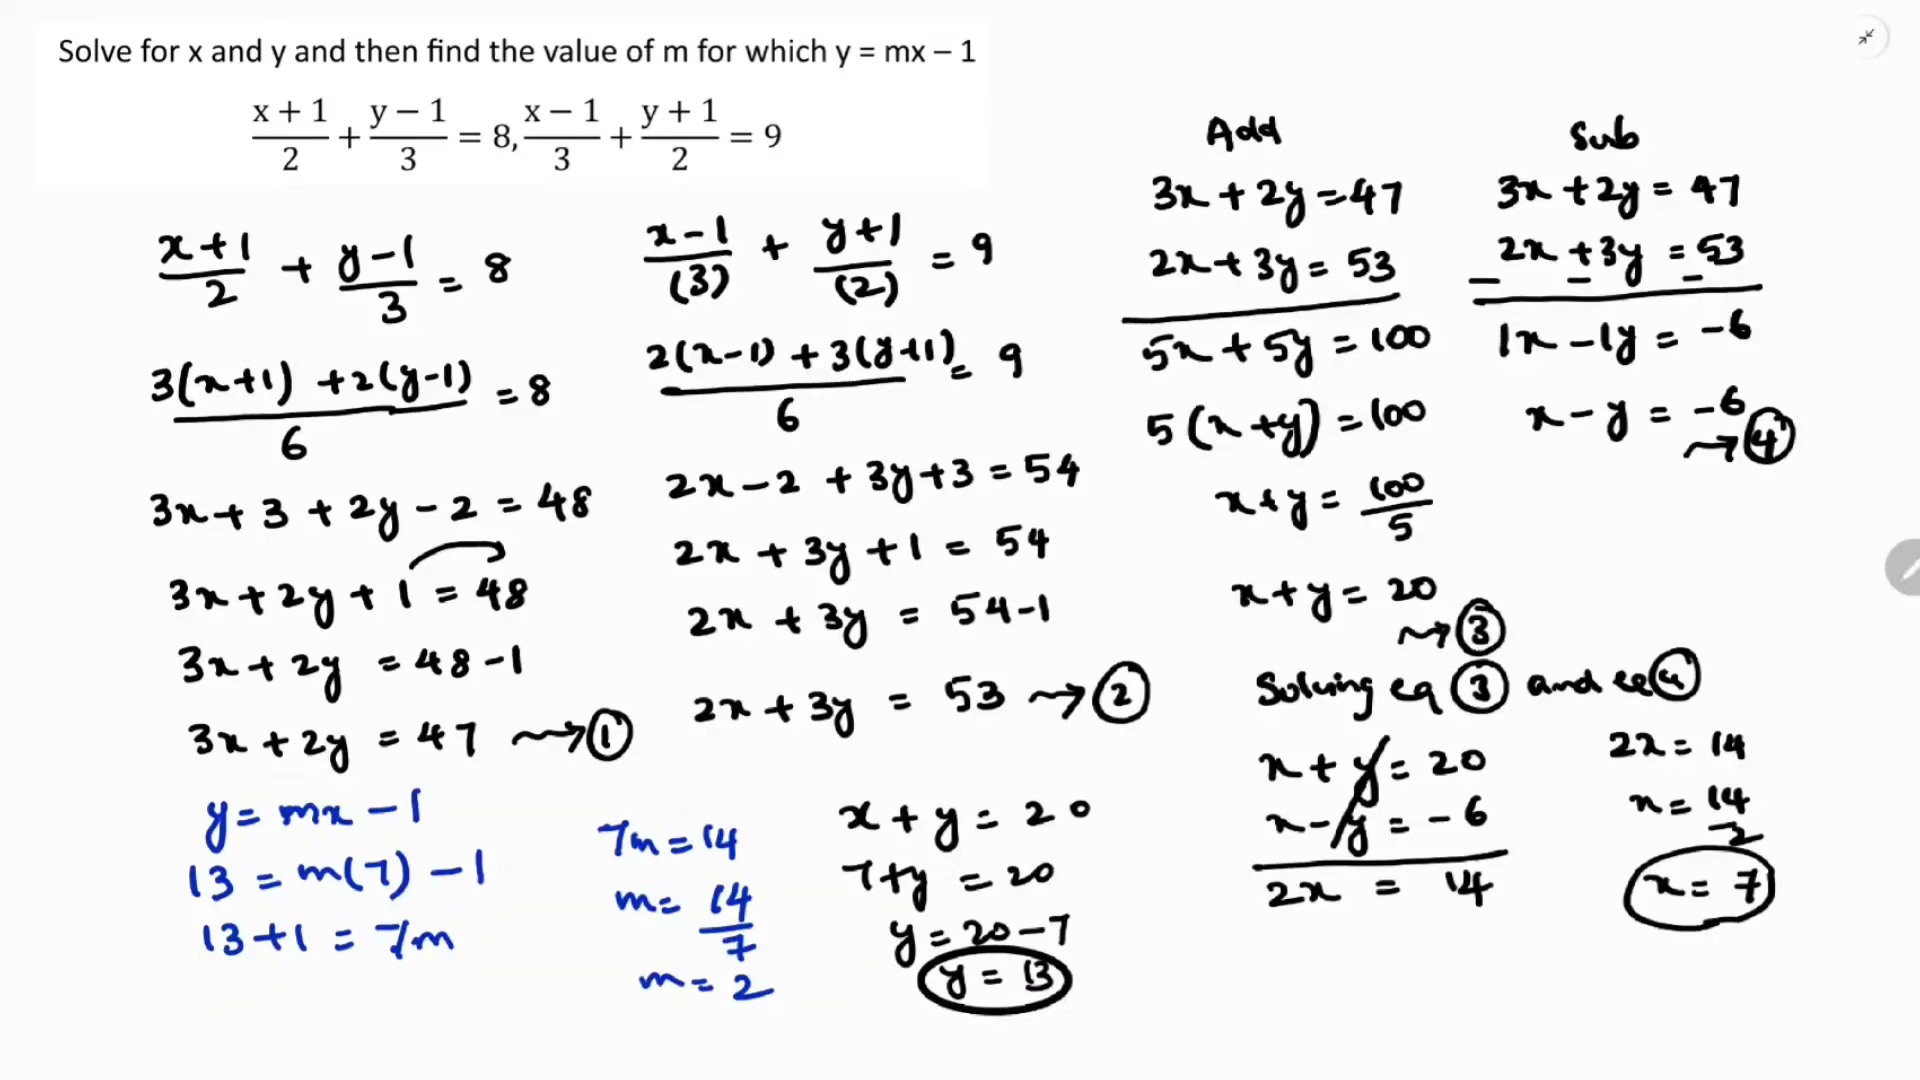 Solve for x and y and then find the value of m for which y = mx – 1
(x + 1)/2 + (y – 1)/3 = 8, (x – 1)/3 + (y + 1)/2 = 9
(x+1)/2 + (y-1)/3 = 8
(3(x+1) + 2(y-1))/6 = 8
3x + 3 + 2y - 2 = 48
3x + 2y + 1 = 48
3x + 2y = 48 - 1
3x + 2y = 47 → ①
(x-1)/(3) + (y+1)/(2) = 9
(2(x-1) + 3(y+1))/6 = 9
2x - 2 + 3y + 3 = 54
2x + 3y + 1 = 54
2x + 3y = 54 - 1
2x + 3y = 53 → ②
Add
3x + 2y = 47
2x + 3y = 53
5x + 5y = 100
5(x + y) = 100
x + y = 100/5
x + y = 20
→ ③
Sub
3x + 2y = 47
2x + 3y = 53
- - -
1x - 1y = -6
x - y = -6
→ ④
Solving eq ③ and eq ④
x + y = 20
x - y = -6
2x = 14
2x = 14
x = 14/2
x = 7
x + y = 20
7 + y = 20
y = 20 - 7
y = 13
y = mx - 1
13 = m(7) - 1
13 + 1 = 7m
7m = 14
m = 14/7
m = 2